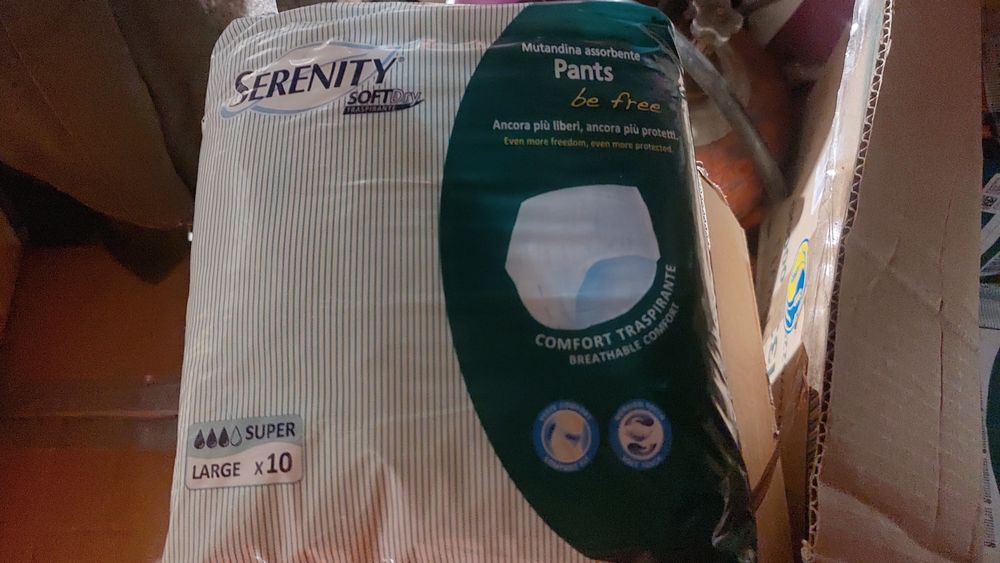 SERENITY
SOFTDry
TRASPIRANTE
Mutandina assorbente
Pants
be free
Ancora più liberi, ancora più protetti.
Even more freedom, even more protected.
COMFORT TRASPIRANTE
BREATHABLE COMFORT
SUPER
LARGE x10